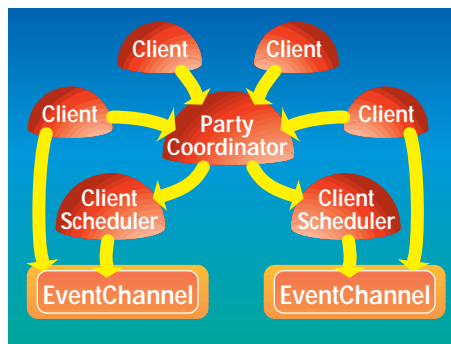 Client
Client
Client
Client
Party
Coordinator
Client
Scheduler
Client
Scheduler
EventChannel
EventChannel